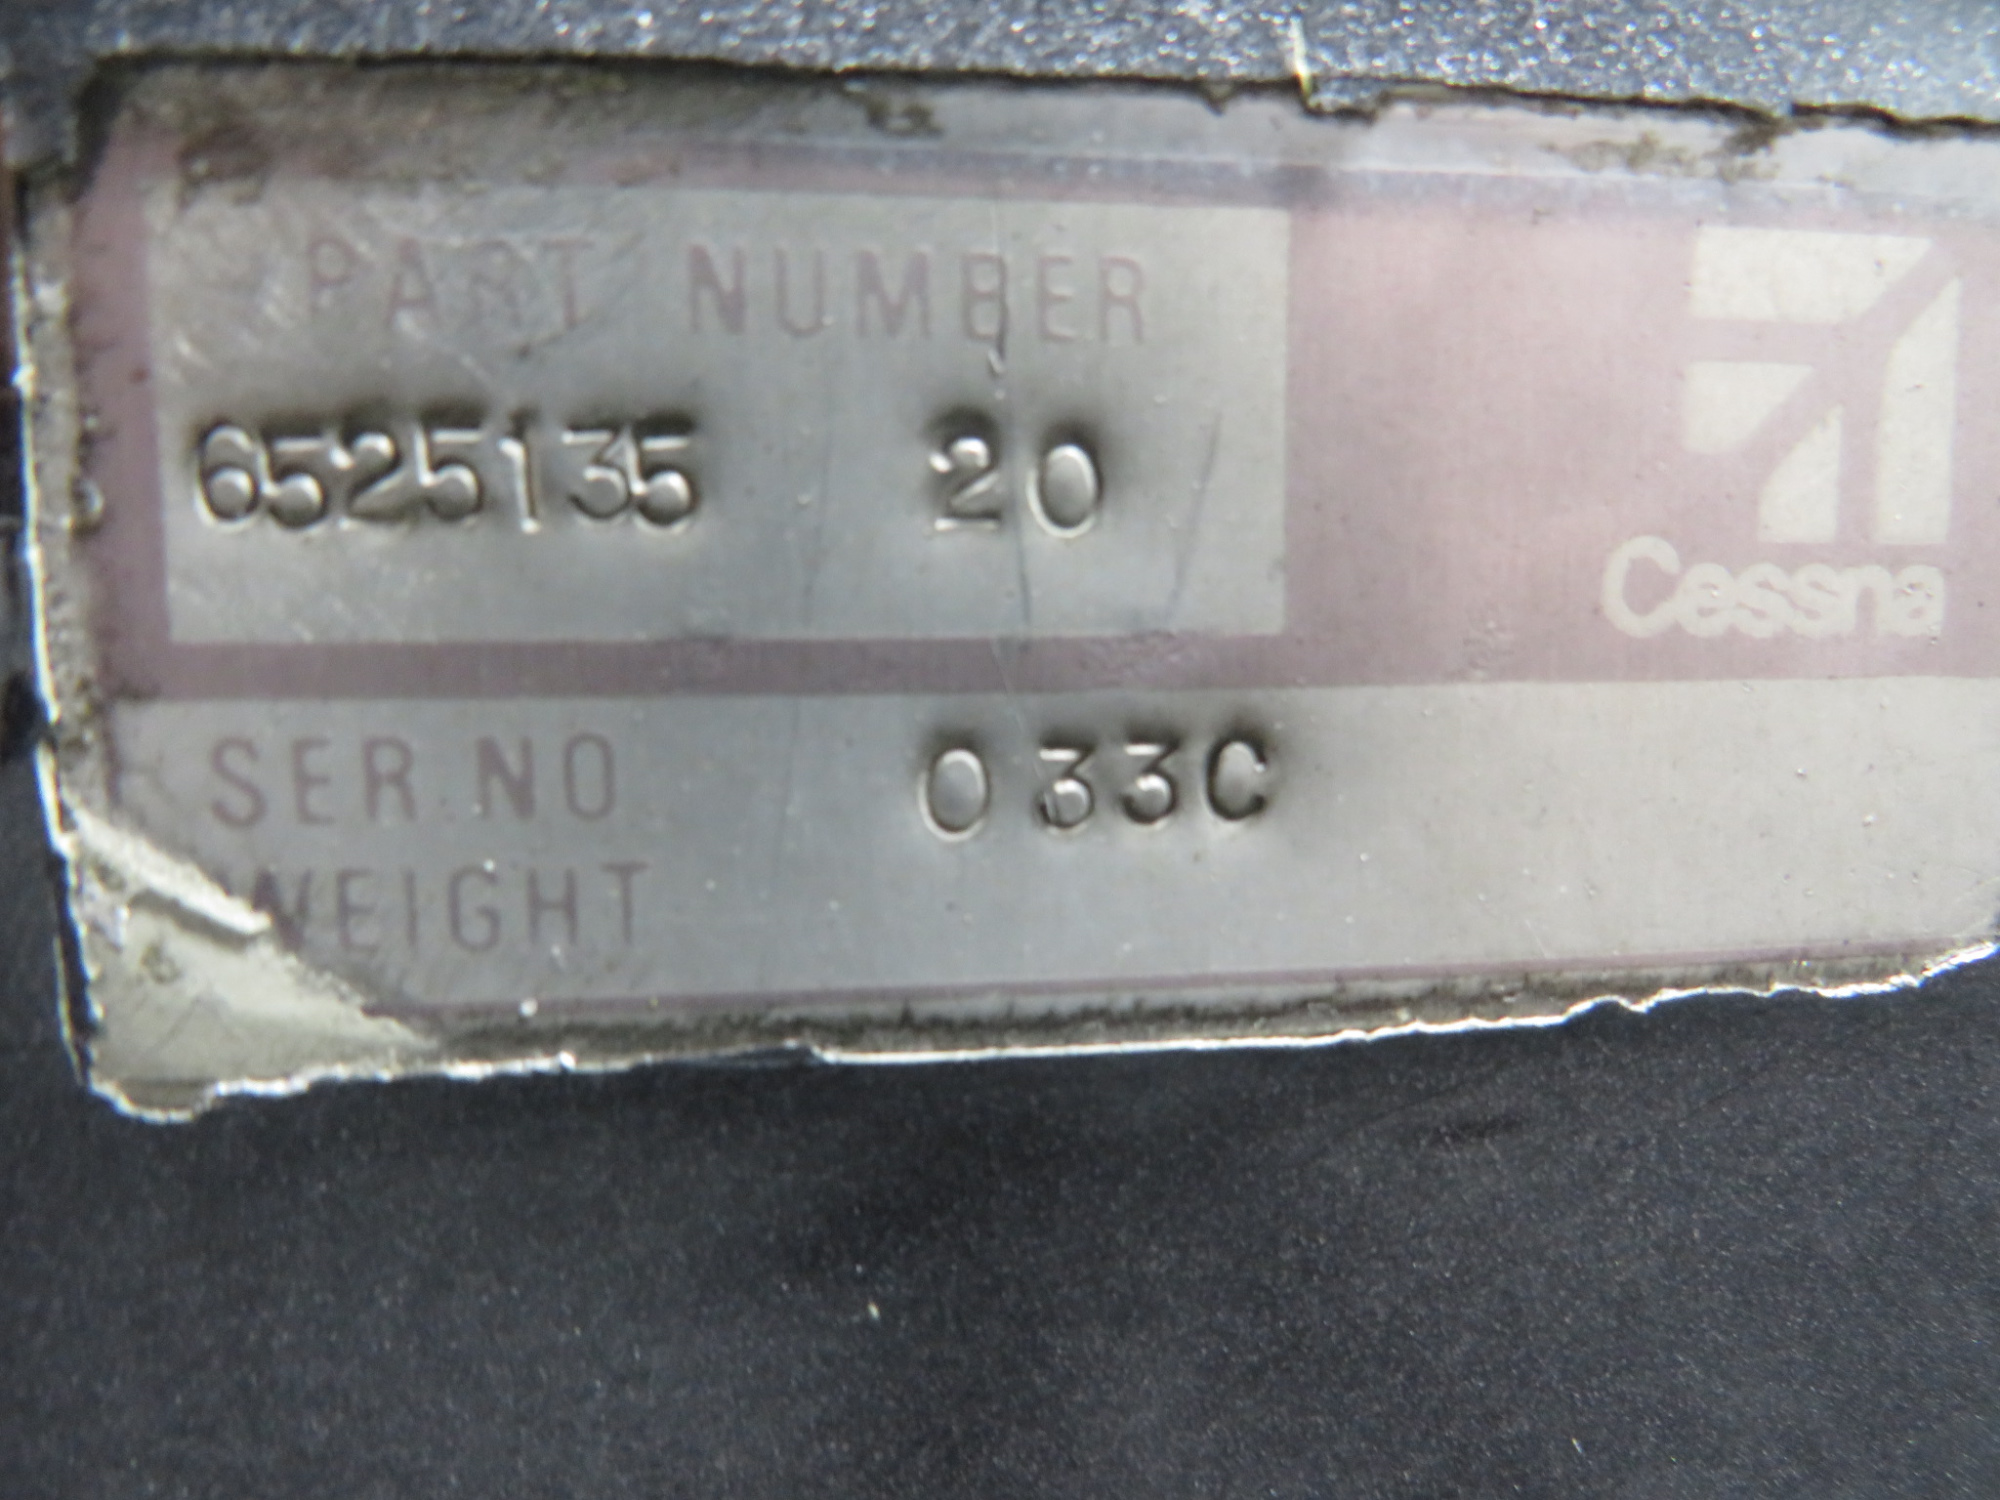 PART NUMBER
6525135 20
Cessna
SER.NO 033C
WEIGHT